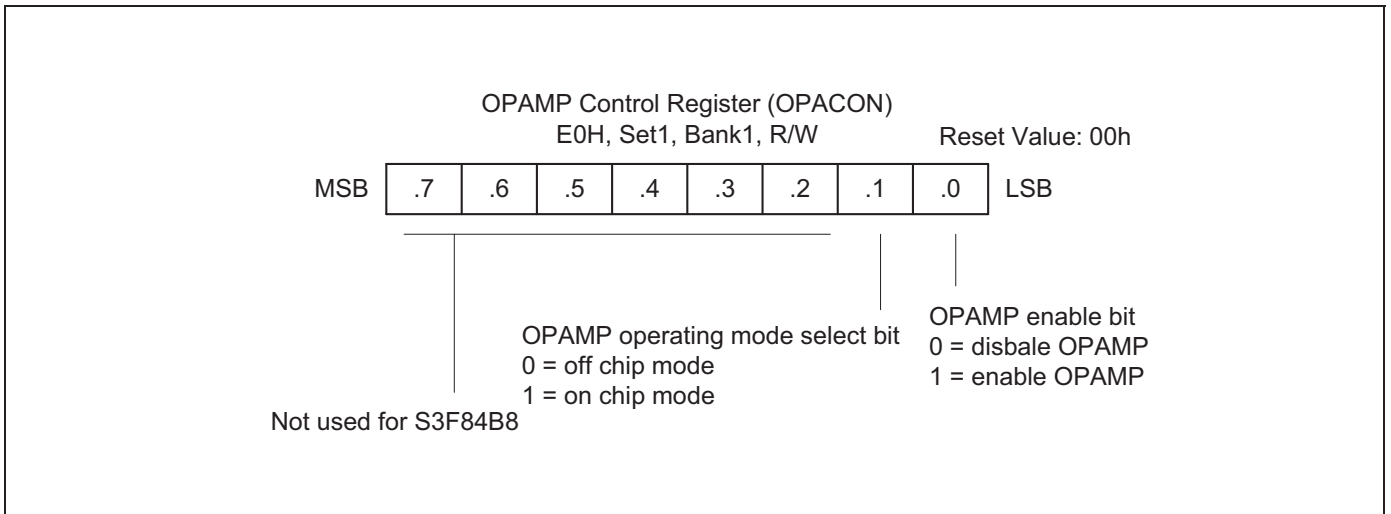 OPAMP Control Register (OPACON)
E0H, Set1, Bank1, R/W
Reset Value: 00h
MSB .7 .6 .5 .4 .3 .2 .1 .0 LSB
OPAMP enable bit
0 = disbale OPAMP
1 = enable OPAMP
OPAMP operating mode select bit
0 = off chip mode
1 = on chip mode
Not used for S3F84B8